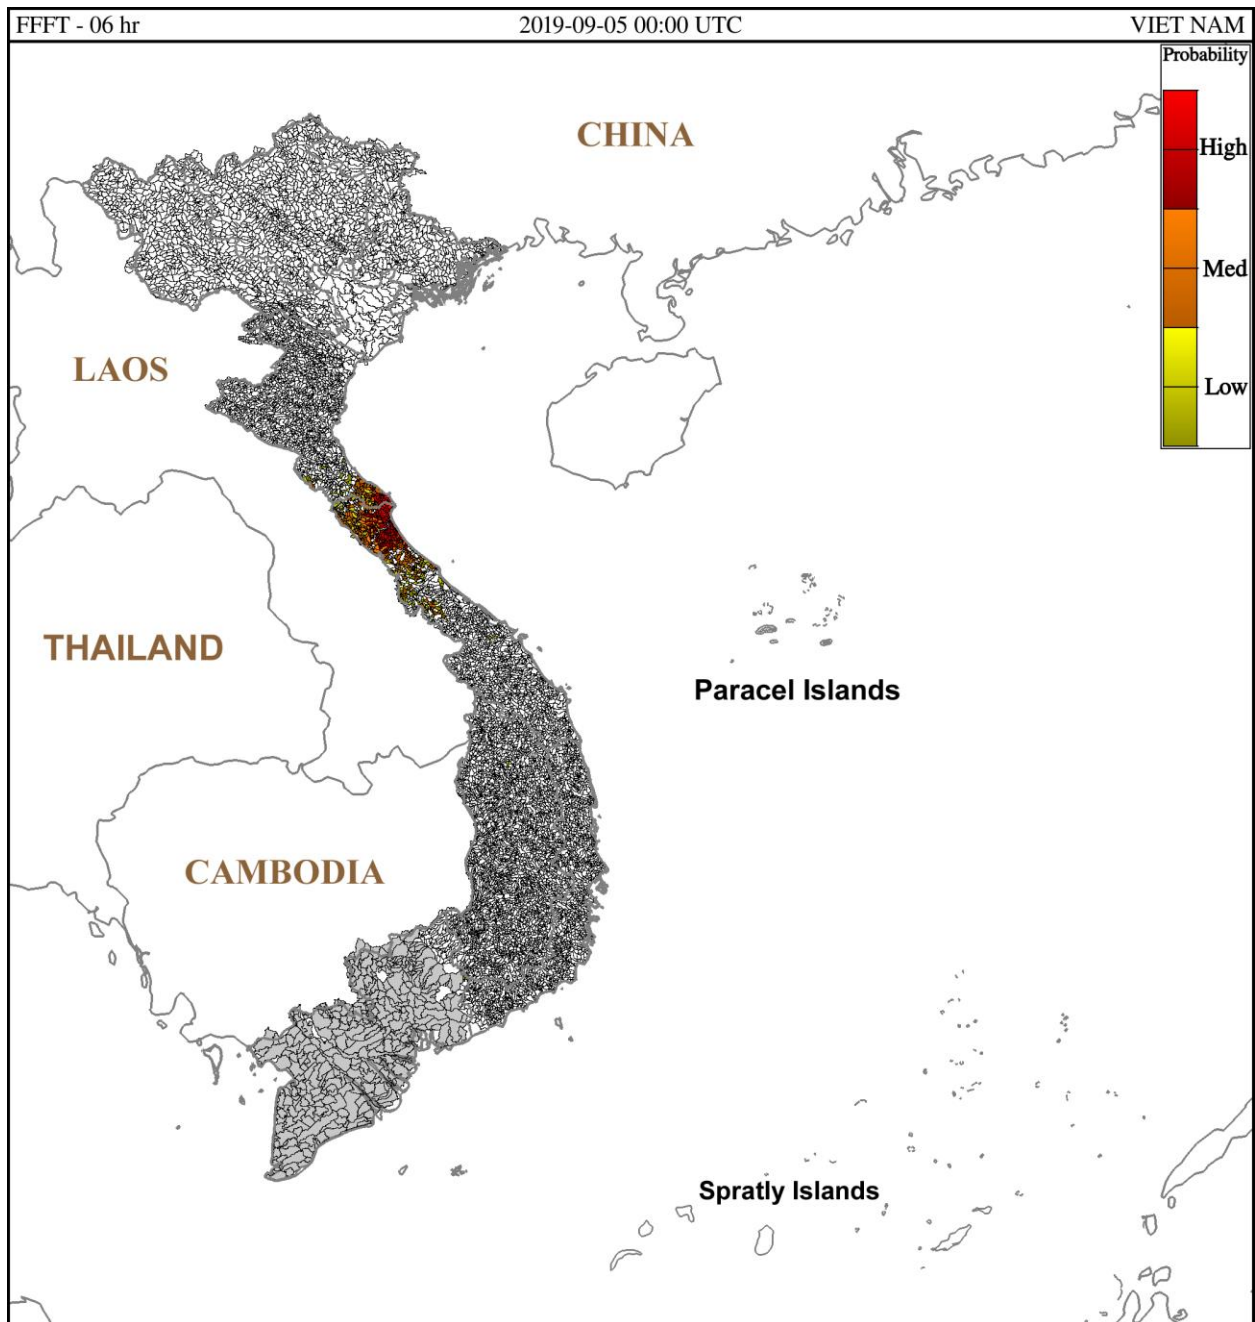 FFFT - 06 hr
2019-09-05 00:00 UTC
VIET NAM
Probability
High
Med
Low
CHINA
LAOS
THAILAND
Paracel Islands
CAMBODIA
Spratly Islands